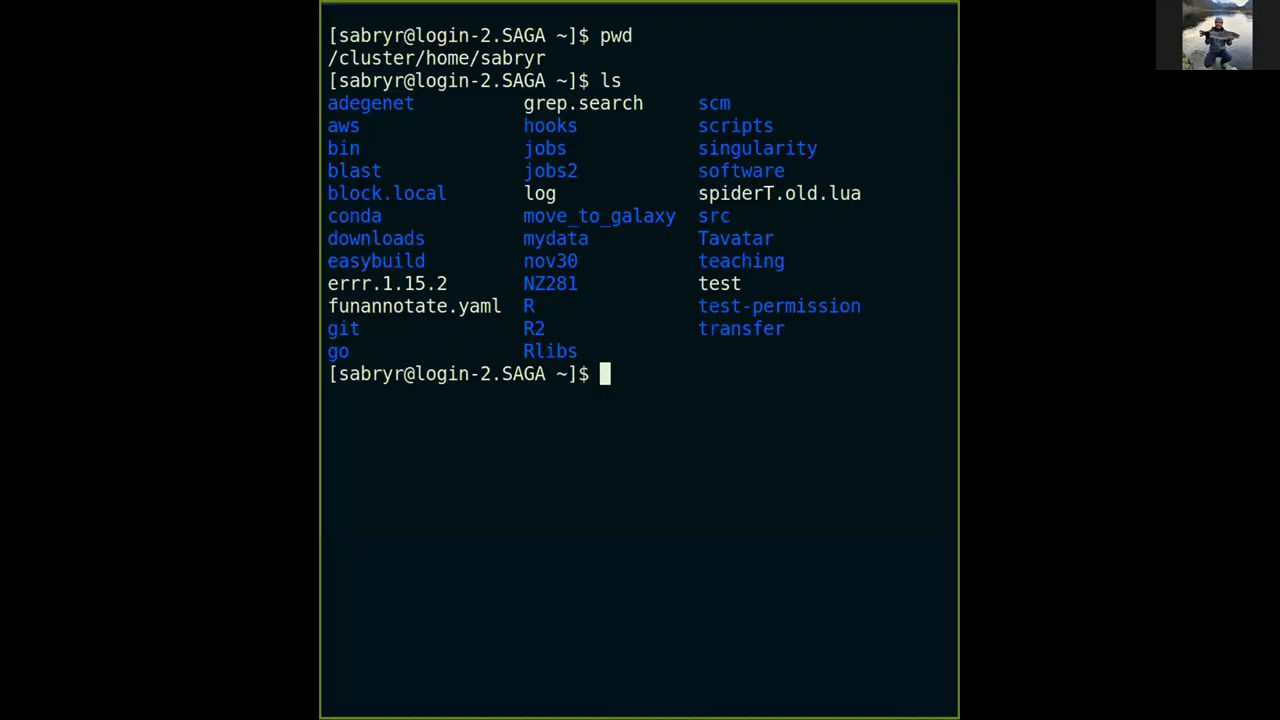 [sabryr@login-2.SAGA ~]$ pwd
/cluster/home/sabryr
[sabryr@login-2.SAGA ~]$ ls
adegenet grep.search scm
aws hooks scripts
bin jobs singularity
blast jobs2 software
block.local log spiderT.old.lua
conda move_to_galaxy src
downloads mydata Tavatar
easybuild nov30 teaching
errr.1.15.2 NZ281 test
funannotate.yaml R test-permission
git R2 transfer
go Rlibs
[sabryr@login-2.SAGA ~]$